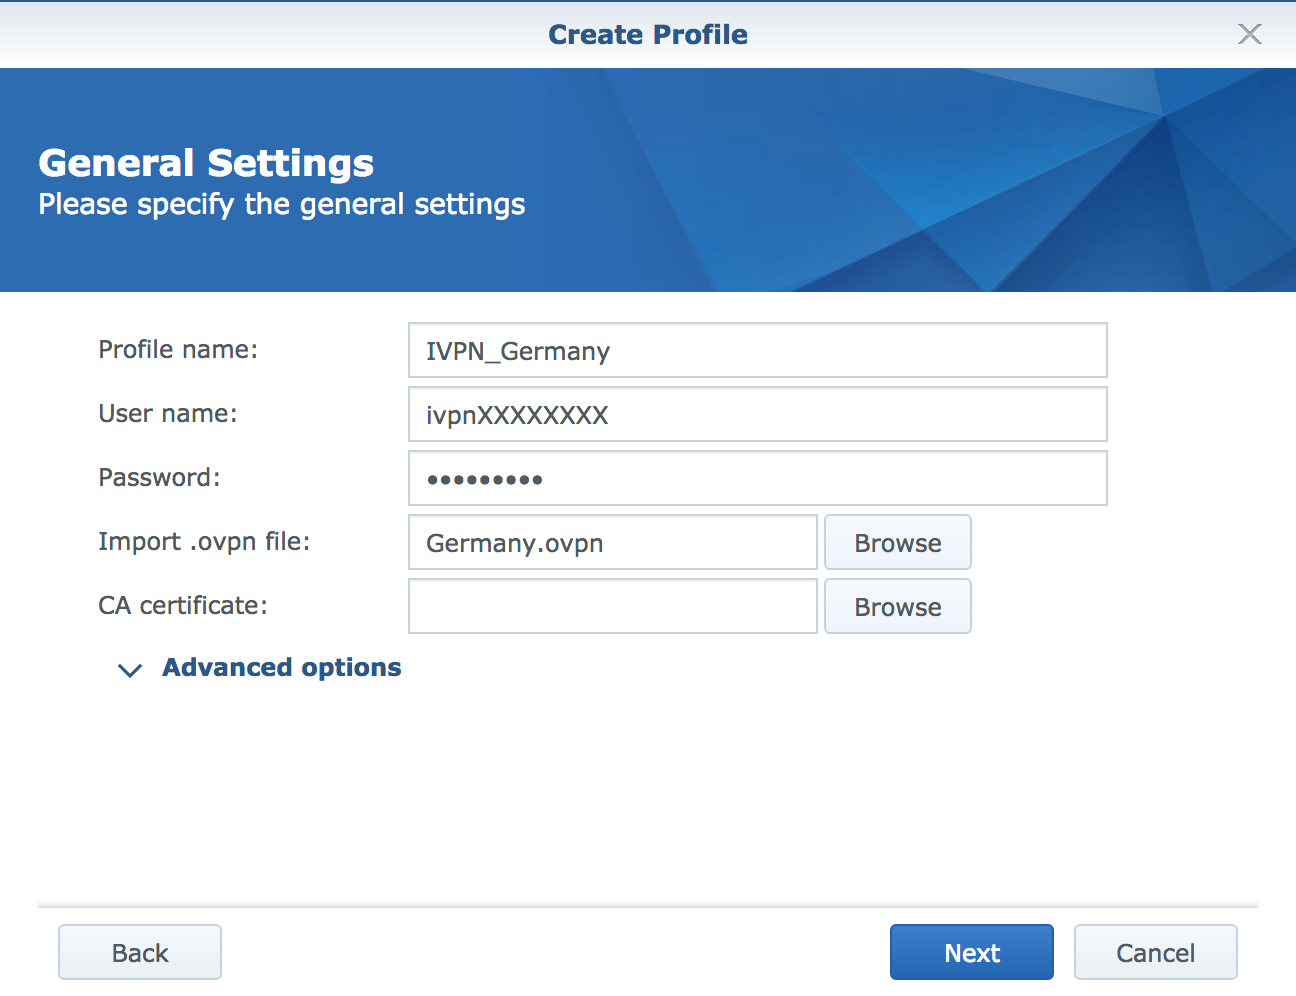 Create Profile
General Settings
Please specify the general settings
Profile name: IVPN_Germany
User name: ivpnXXXXXXXX
Password: •••••••••
Import .ovpn file: Germany.ovpn Browse
CA certificate: Browse
Advanced options
Back Next Cancel